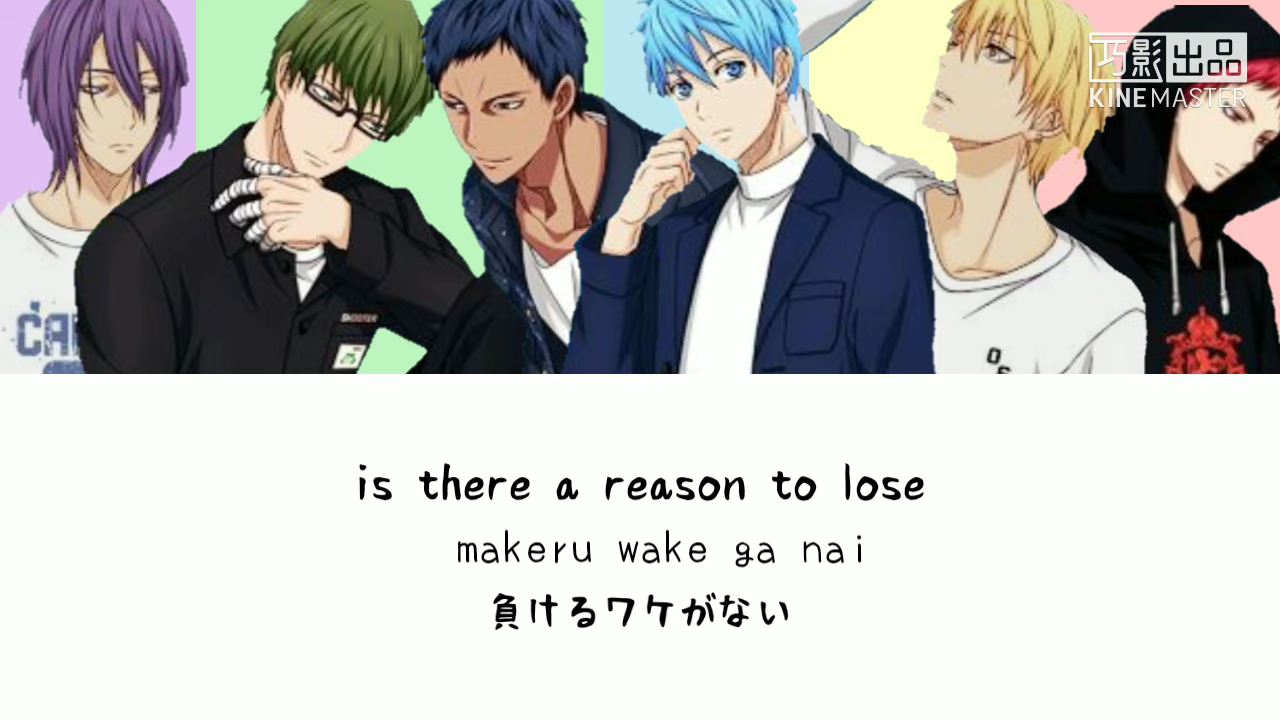 巧影出品
KINEMASTER
SHOOTER
is there a reason to lose
makeru wake ga nai
負けるワケがない